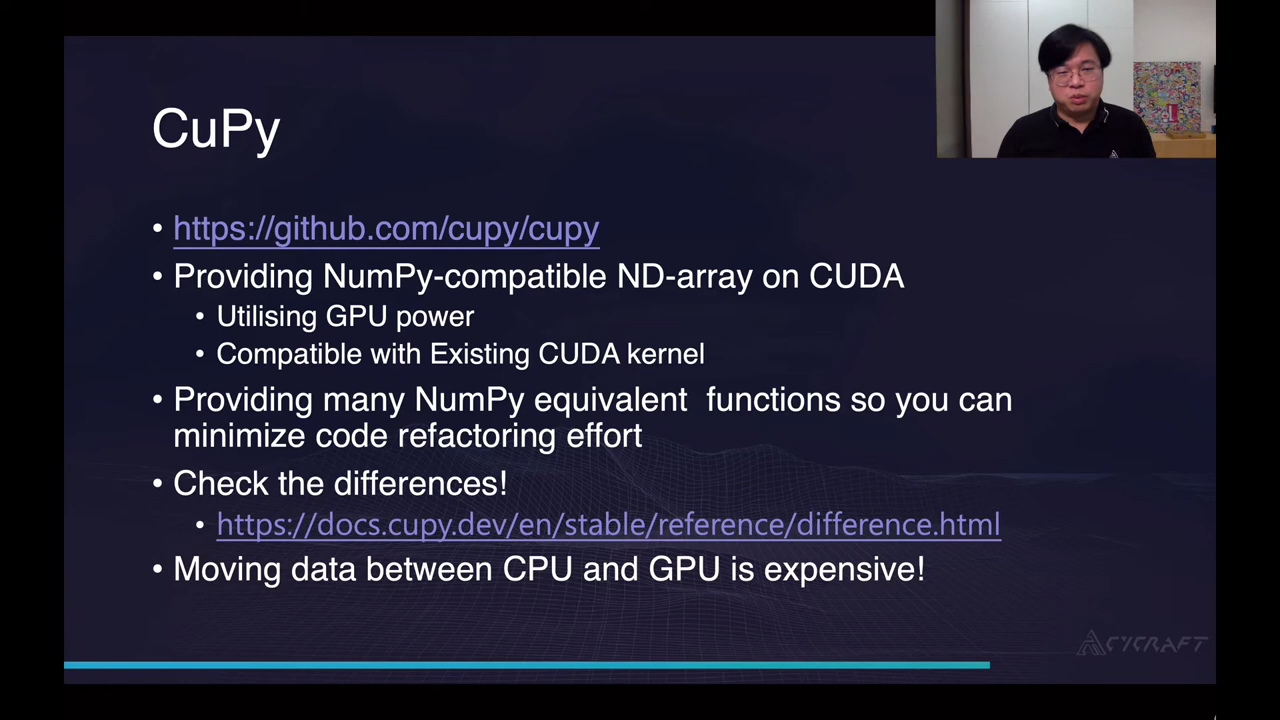 CuPy
• https://github.com/cupy/cupy
• Providing NumPy-compatible ND-array on CUDA
• Utilising GPU power
• Compatible with Existing CUDA kernel
• Providing many NumPy equivalent  functions so you can
minimize code refactoring effort
• Check the differences!
• https://docs.cupy.dev/en/stable/reference/difference.html
• Moving data between CPU and GPU is expensive!
CYCRAFT